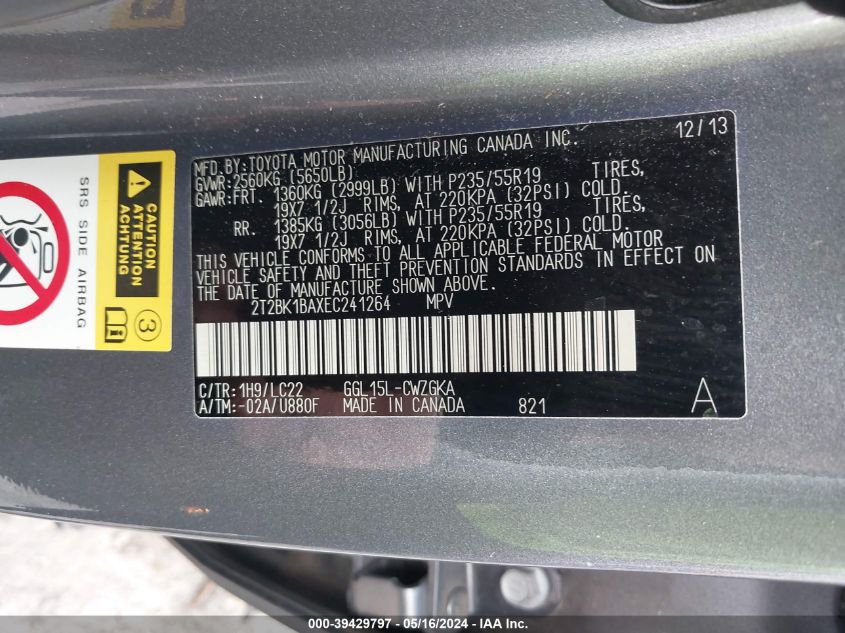 MFD.BY:TOYOTA MOTOR MANUFACTURING CANADA INC. 12/13
GVWR:2560KG (5650LB)
GAWR:FRT. 1360KG (2999LB) WITH P235/55R19 TIRES,
19X7 1/2J RIMS, AT 220KPA (32PSI) COLD.
RR. 1385KG (3056LB) WITH P235/55R19 TIRES,
19X7 1/2J RIMS, AT 220KPA (32PSI) COLD.
THIS VEHICLE CONFORMS TO ALL APPLICABLE FEDERAL MOTOR
VEHICLE SAFETY AND THEFT PREVENTION STANDARDS IN EFFECT ON
THE DATE OF MANUFACTURE SHOWN ABOVE.
2T2BK1BAXEC241264 MPV
C/TR:1H9/LC22 GGL15L-CWZGKA
A/TM:-02A/U880F MADE IN CANADA 821 A
CAUTION
ATTENTION
ACHTUNG
SRS SIDE AIRBAG
3
000-39429797 - 05/16/2024 - IAAI.com